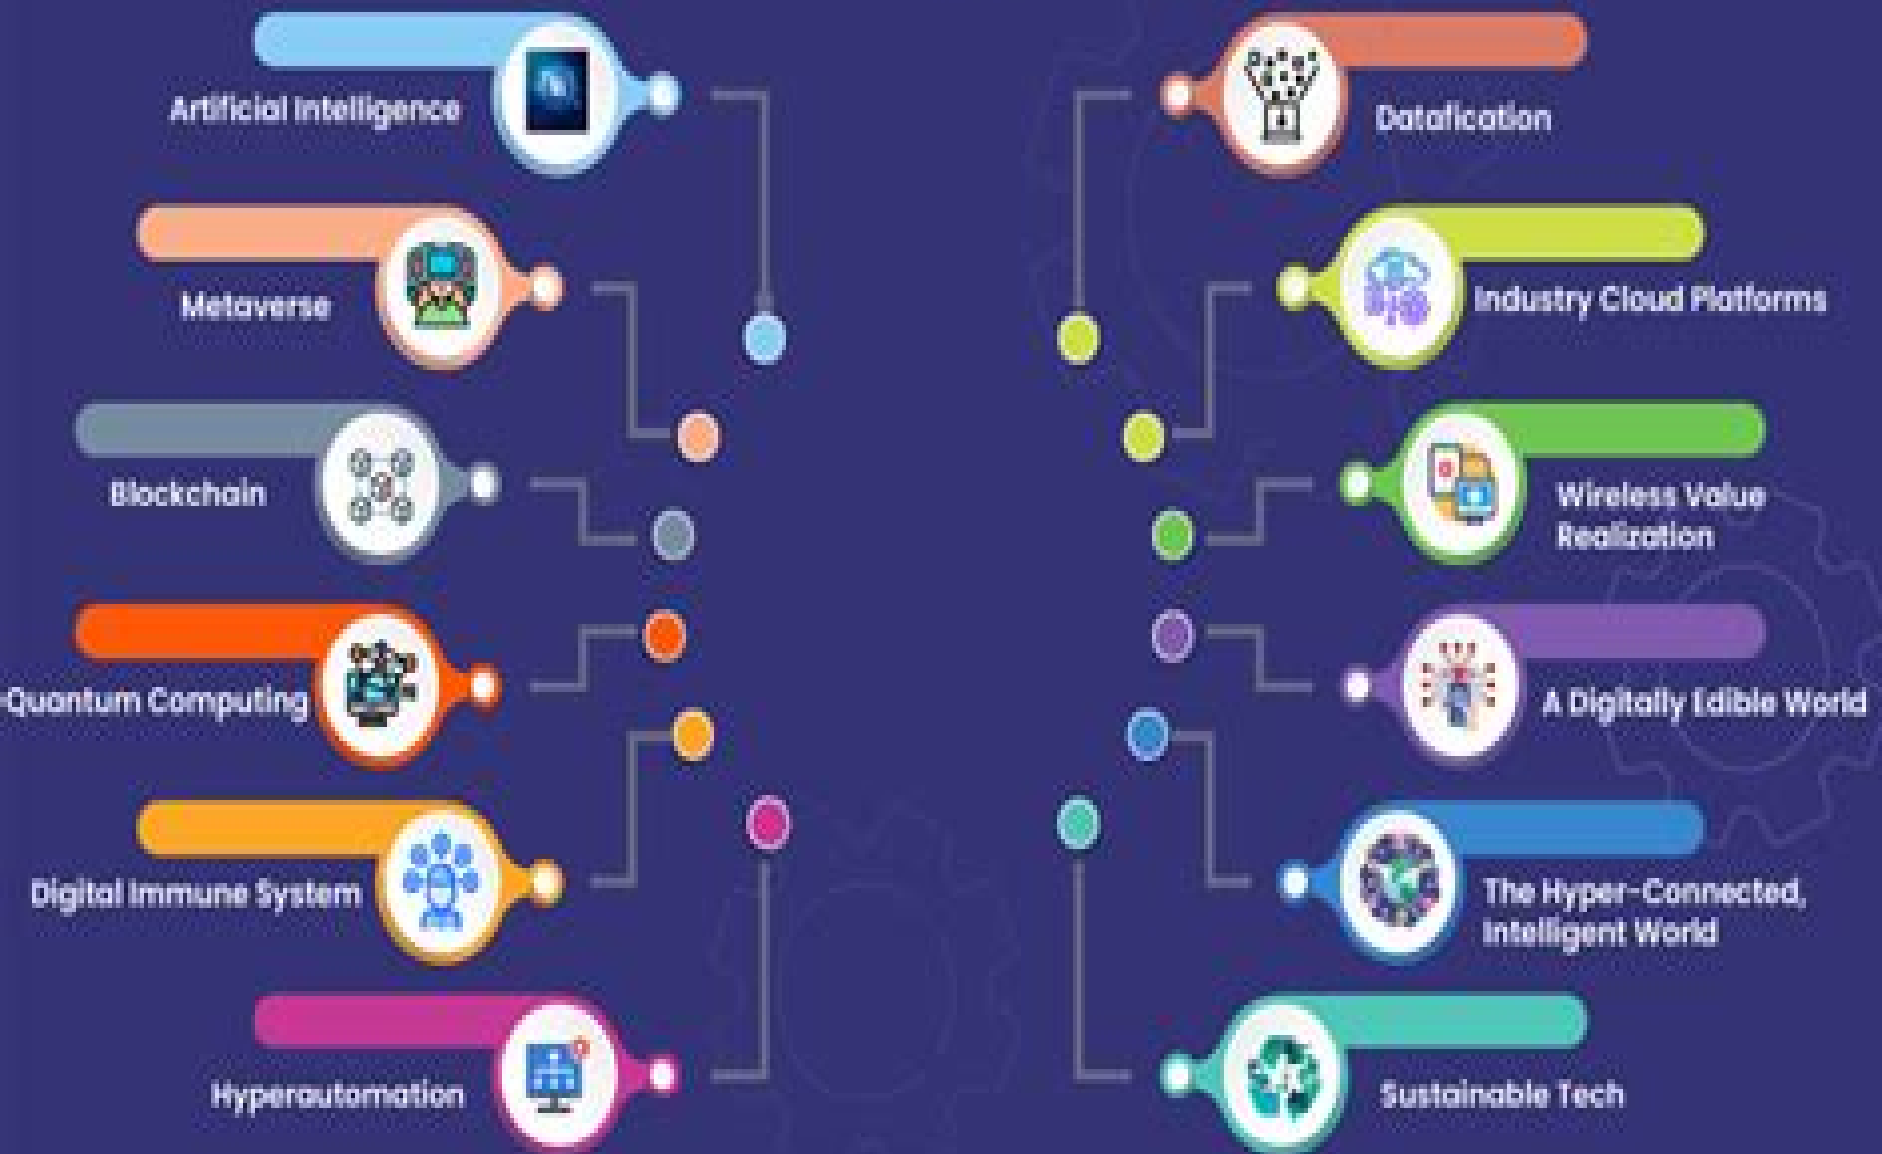 Artificial Intelligence
Metaverse
Blockchain
-Quantum Computing
Digital Immune System
Hyperautomation
Datafication
Industry Cloud Platforms
Wireless Value
Realization
A Digitally Edible World
The Hyper-Connected,
Intelligent World
Sustainable Tech